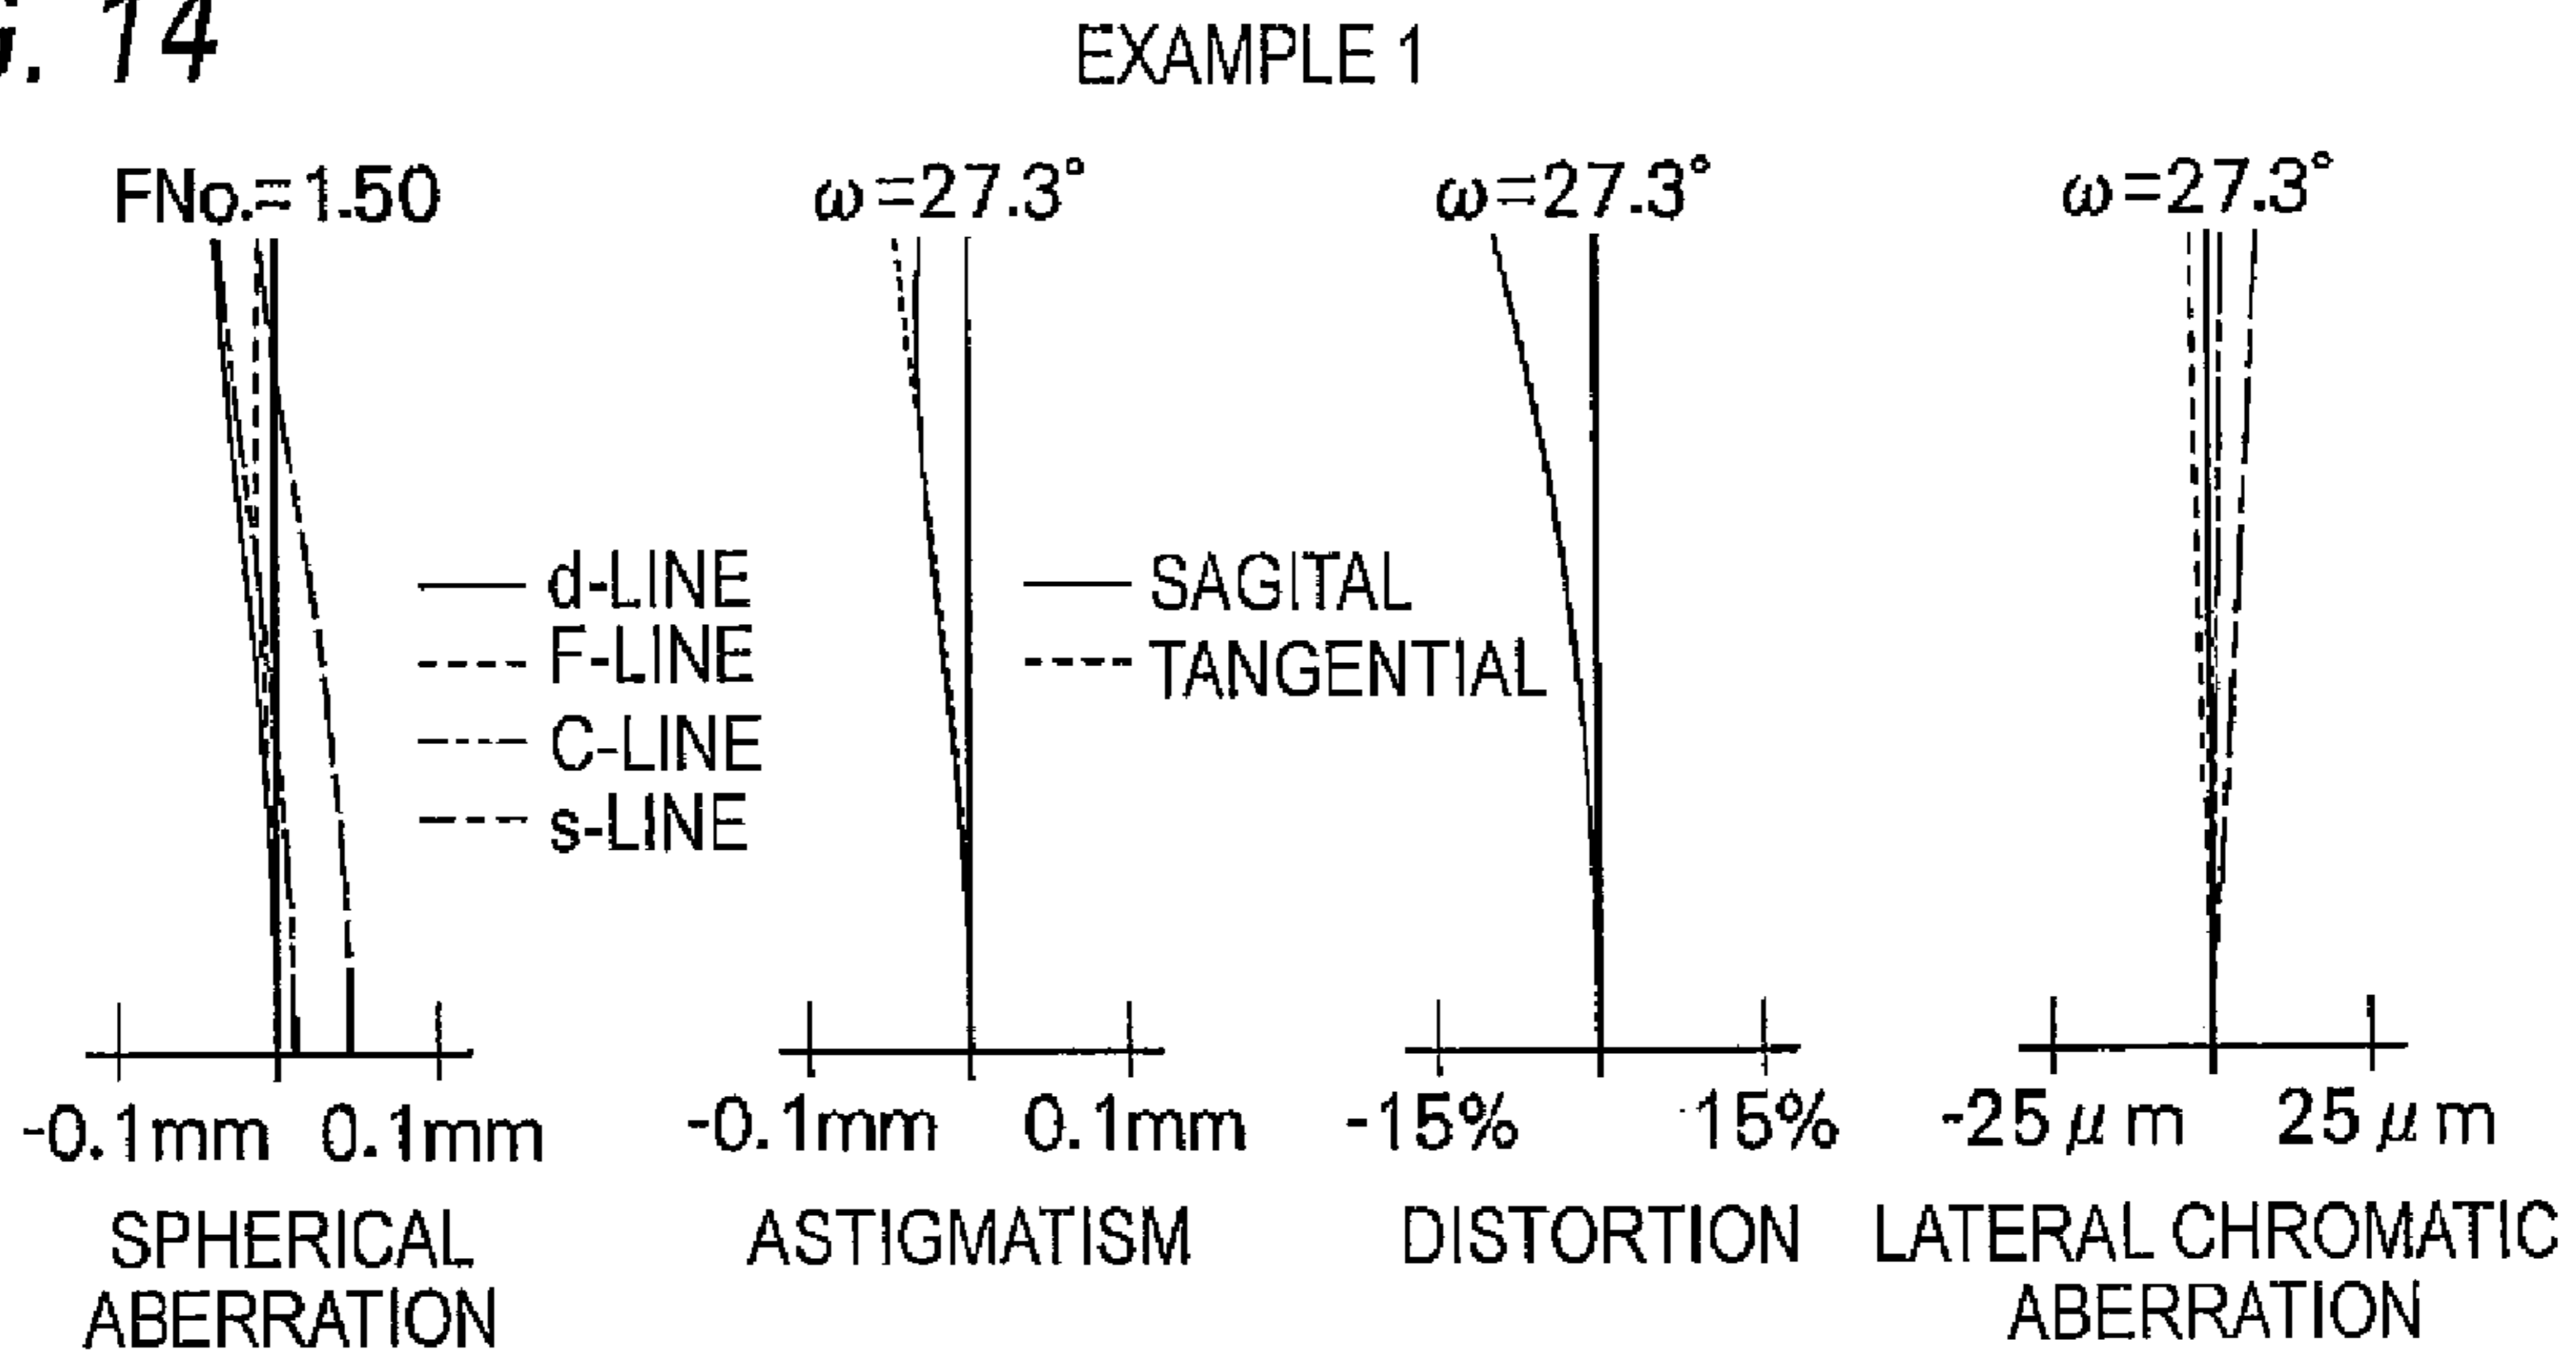 G. 14
EXAMPLE 1
FNo.=1.50
ω=27.3°
ω=27.3°
ω=27.3°
d-LINE
F-LINE
C-LINE
s-LINE
SAGITAL
TANGENTIAL
-0.1mm 0.1mm
-0.1mm 0.1mm
-15% 15%
-25μm 25μm
SPHERICAL
ABERRATION
ASTIGMATISM
DISTORTION
LATERAL CHROMATIC
ABERRATION